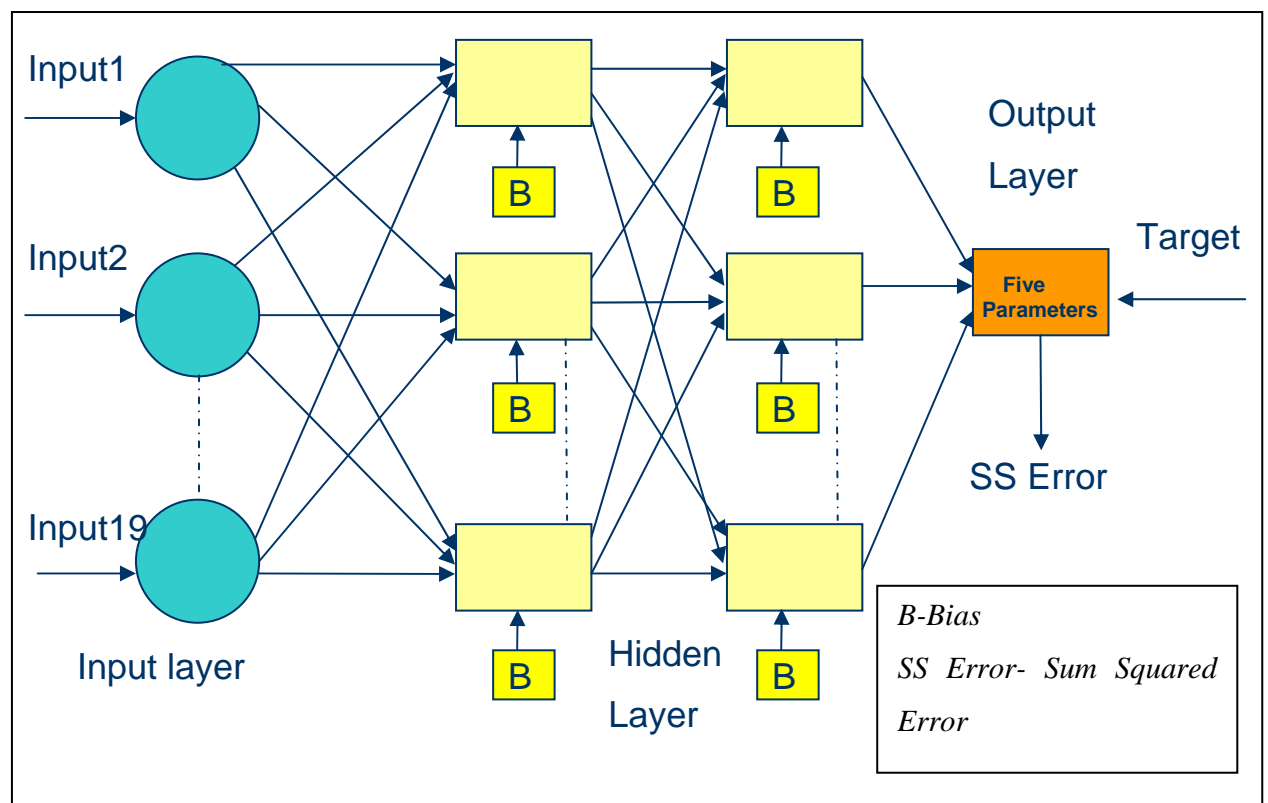 Input1
Input2
Input19
Input layer
B
B
B
B
B
B
Hidden
Layer
Output
Layer
Target
Five
Parameters
SS Error
B-Bias
SS Error- Sum Squared
Error